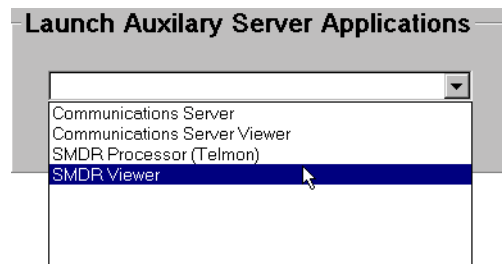 Launch Auxilary Server Applications
Communications Server
Communications Server Viewer
SMDR Processor (Telmon)
SMDR Viewer